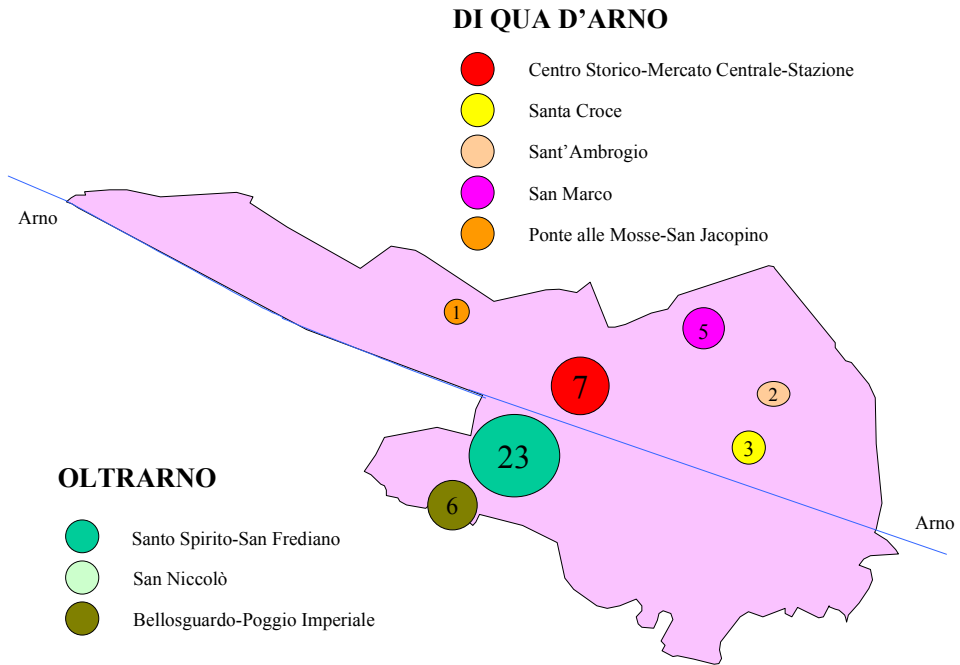 DI QUA D’ARNO
Centro Storico-Mercato Centrale-Stazione
Santa Croce
Sant’Ambrogio
San Marco
Ponte alle Mosse-San Jacopino
Arno
1
5
7
2
3
23
6
Arno
OLTRARNO
Santo Spirito-San Frediano
San Niccolò
Bellosguardo-Poggio Imperiale